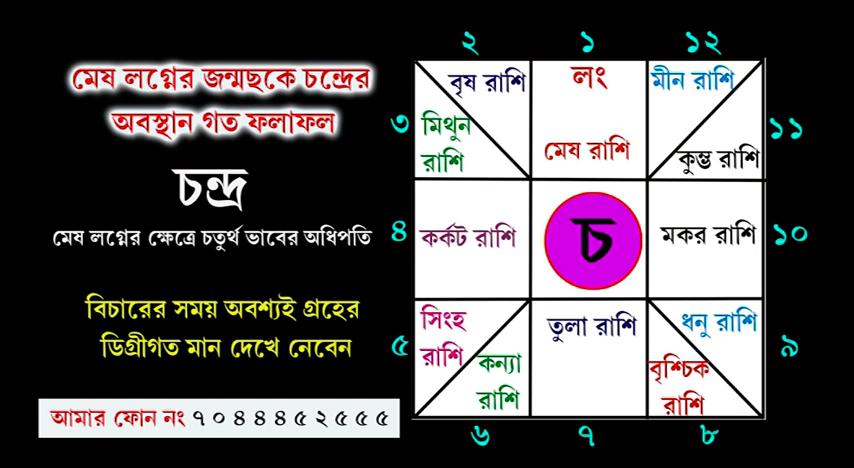 মেষ লগ্নের জন্মছকে চন্দ্রের
অবস্থান গত ফলাফল
চন্দ্র
মেষ লগ্নের ক্ষেত্রে চতুর্থ ভাবের অধিপতি
বিচারের সময় অবশ্যই গ্রহের
ডিগ্রীগত মান দেখে নেবেন
আমার ফোন নং ৭০৪৪৪৫২৫৫৫
২ ১ ১২
বৃষ রাশি লং মীন রাশি
৩ মিথুন রাশি মেষ রাশি কুম্ভ রাশি ১১
৪ কর্কট রাশি চ মকর রাশি ১০
৫ সিংহ রাশি তুলা রাশি ধনু রাশি ৯
কন্যা রাশি বৃশ্চিক রাশি
৬ ৭ ৮